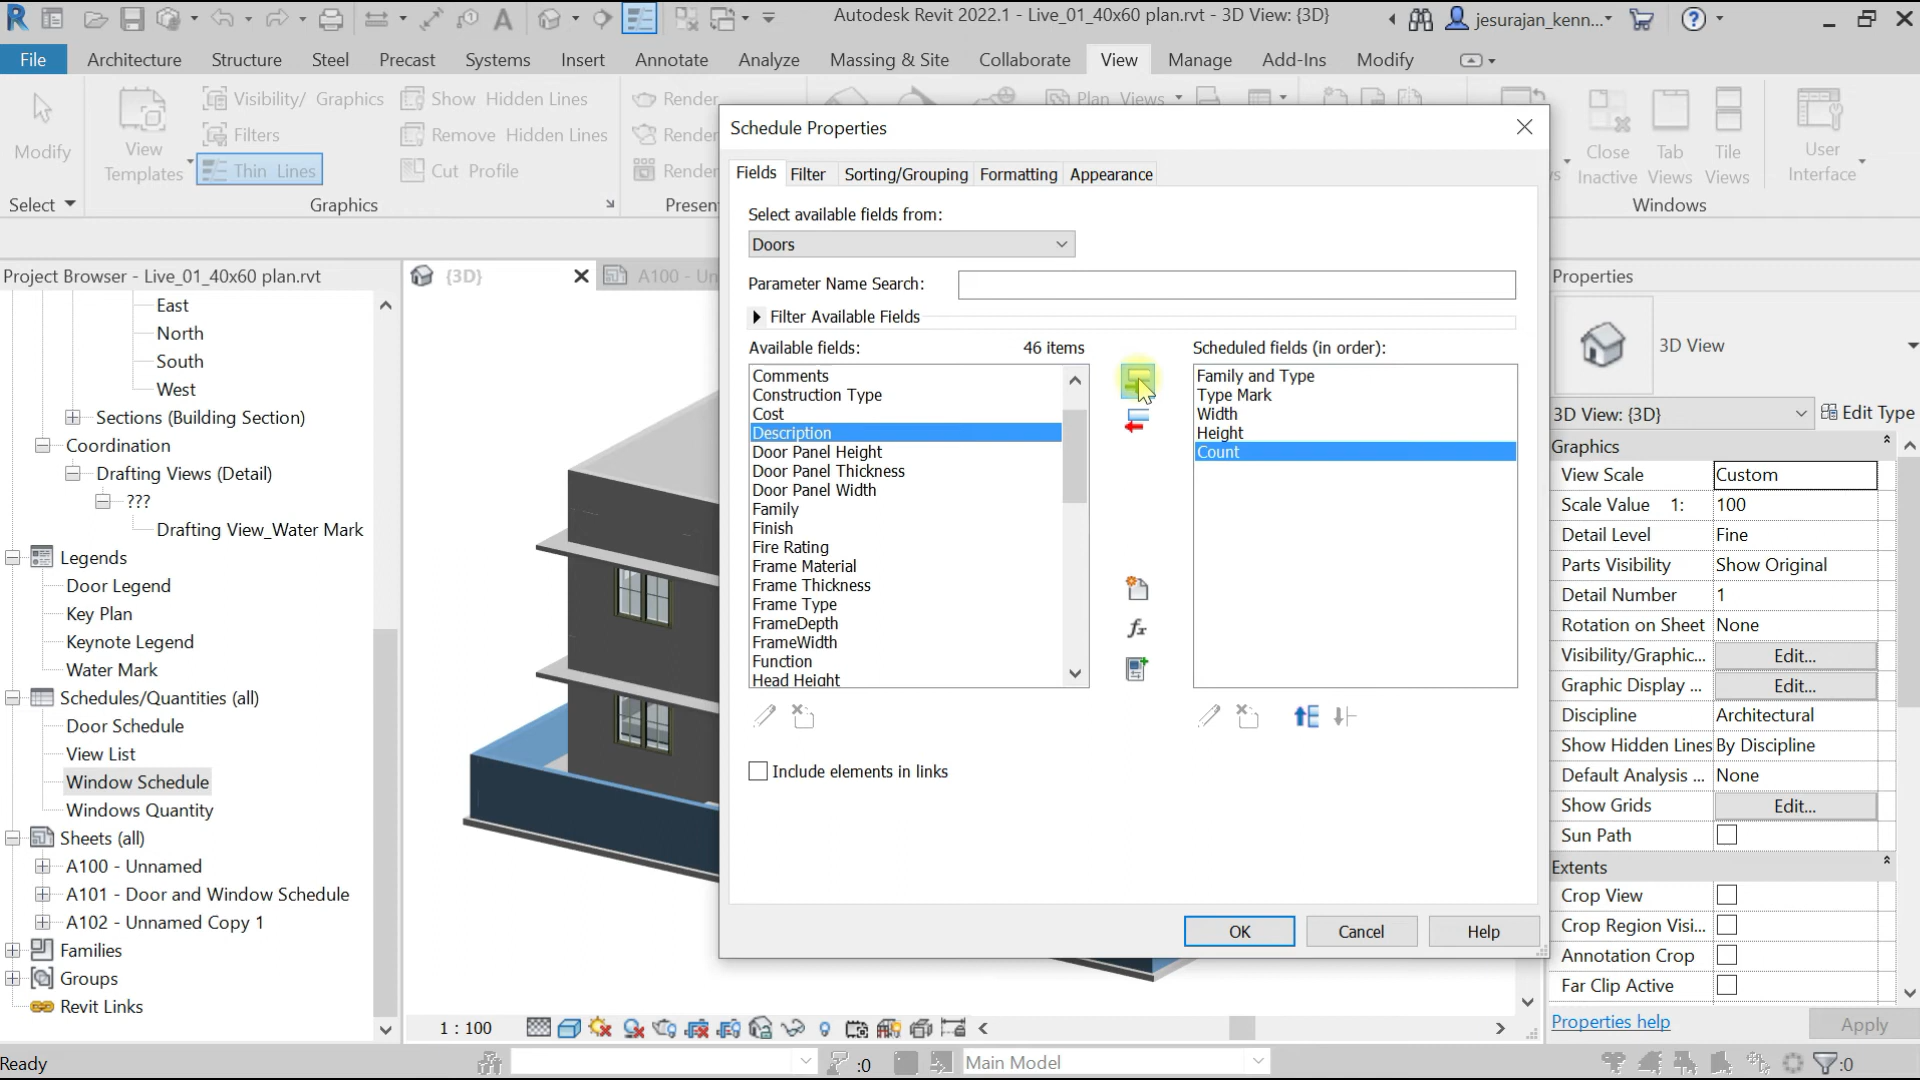 Autodesk Revit 2022.1 - Live_01_40x60 plan.rvt - 3D View: {3D}
jesurajan_kenn...
File Architecture Structure Steel Precast Systems Insert Annotate Analyze Massing & Site Collaborate View Manage Add-Ins Modify
Modify
View
Templates
Visibility/ Graphics
Filters
Thin Lines
Show Hidden Lines
Remove Hidden Lines
Cut Profile
Render
Render
Render
Plan Views
Close
Inactive
Tab
Views
Tile
Views
User
Interface
Select
Graphics
Presen
Windows
Project Browser - Live_01_40x60 plan.rvt
East
North
South
West
Sections (Building Section)
Coordination
Drafting Views (Detail)
???
Drafting View_Water Mark
Legends
Door Legend
Key Plan
Keynote Legend
Water Mark
Schedules/Quantities (all)
Door Schedule
View List
Window Schedule
Windows Quantity
Sheets (all)
A100 - Unnamed
A101 - Door and Window Schedule
A102 - Unnamed Copy 1
Families
Groups
Revit Links
{3D}
A100 - Un
Schedule Properties
Fields Filter Sorting/Grouping Formatting Appearance
Select available fields from:
Doors
Parameter Name Search:
Filter Available Fields
Available fields: 46 items
Comments
Construction Type
Cost
Description
Door Panel Height
Door Panel Thickness
Door Panel Width
Family
Finish
Fire Rating
Frame Material
Frame Thickness
Frame Type
FrameDepth
FrameWidth
Function
Head Height
Scheduled fields (in order):
Family and Type
Type Mark
Width
Height
Count
Include elements in links
OK Cancel Help
Properties
3D View
3D View: {3D} Edit Type
Graphics
View Scale Custom
Scale Value 1: 100
Detail Level Fine
Parts Visibility Show Original
Detail Number 1
Rotation on Sheet None
Visibility/Graphic... Edit...
Graphic Display ... Edit...
Discipline Architectural
Show Hidden Lines By Discipline
Default Analysis ... None
Show Grids Edit...
Sun Path
Extents
Crop View
Crop Region Visi...
Annotation Crop
Far Clip Active
Properties help Apply
1 : 100
Ready
:0
Main Model
:0